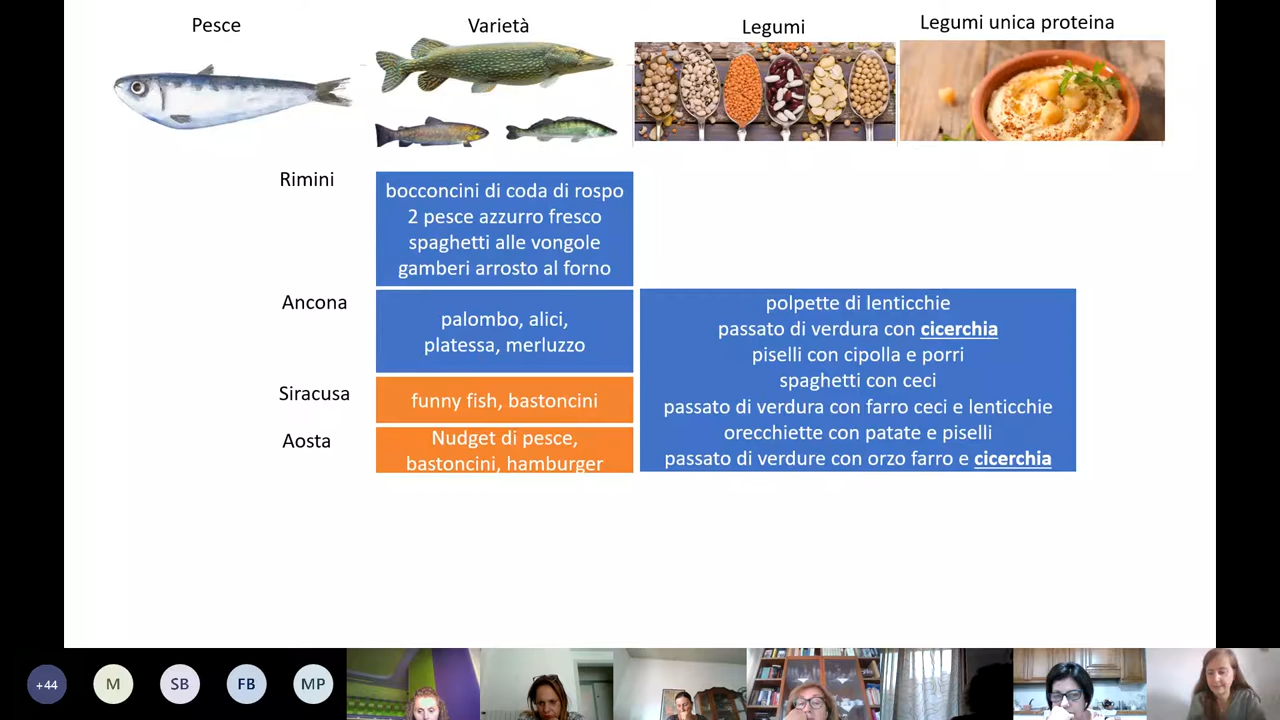 Pesce
Varietà
Legumi
Legumi unica proteina
Rimini
bocconcini di coda di rospo
2 pesce azzurro fresco
spaghetti alle vongole
gamberi arrosto al forno
Ancona
palombo, alici,
platessa, merluzzo
Siracusa
funny fish, bastoncini
Aosta
Nudget di pesce,
bastoncini, hamburger
polpette di lenticchie
passato di verdura con cicerchia
piselli con cipolla e porri
spaghetti con ceci
passato di verdura con farro ceci e lenticchie
orecchiette con patate e piselli
passato di verdure con orzo farro e cicerchia
+44
M
SB
FB
MP